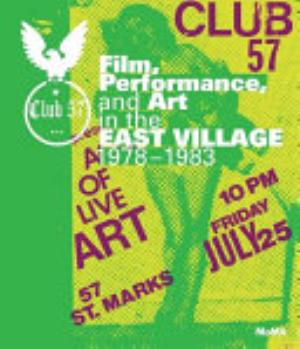 CLUB
57
Club 57
Film,
Performance,
and Art
in the
EAST VILLAGE
1978–1983
A
OF
LIVE
ART
10 PM
FRIDAY
JULY 25
57
ST. MARKS
MoMA